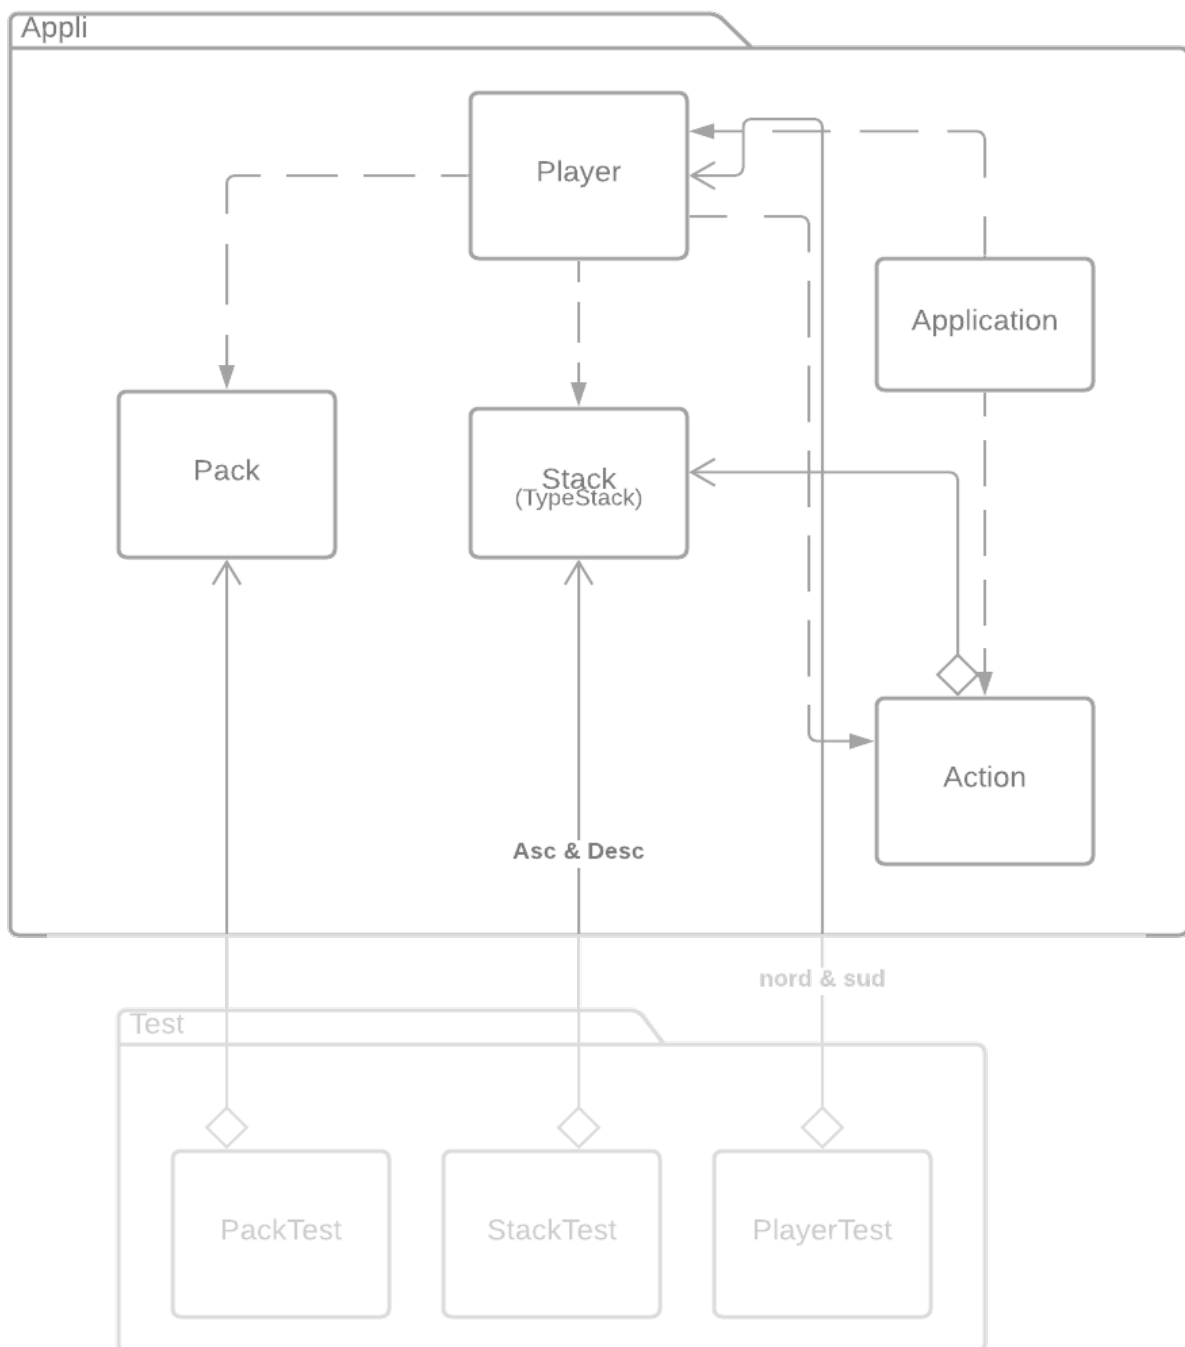 Appli
Player
Application
Pack
Stack
(TypeStack)
Action
Asc & Desc
nord & sud
Test
PackTest
StackTest
PlayerTest